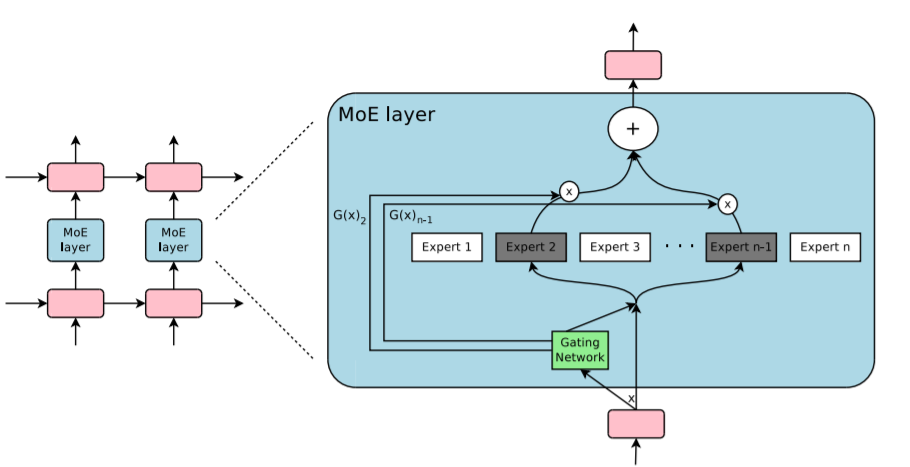 MoE layer
+
x
x
G(x)2
G(x)n-1
MoE
layer
MoE
layer
Expert 1
Expert 2
Expert 3
. . .
Expert n-1
Expert n
Gating
Network
x